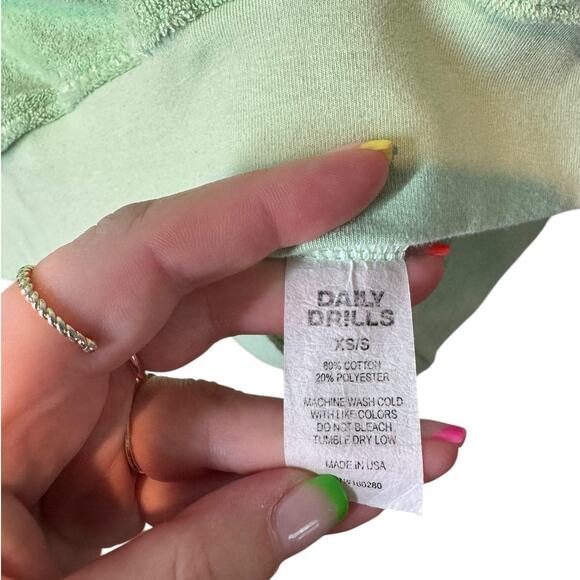 DAILY
DRILLS
XS/S
80% COTTON
20% POLYESTER
MACHINE WASH COLD
WITH LIKE COLORS
DO NOT BLEACH
TUMBLE DRY LOW
MADE IN USA